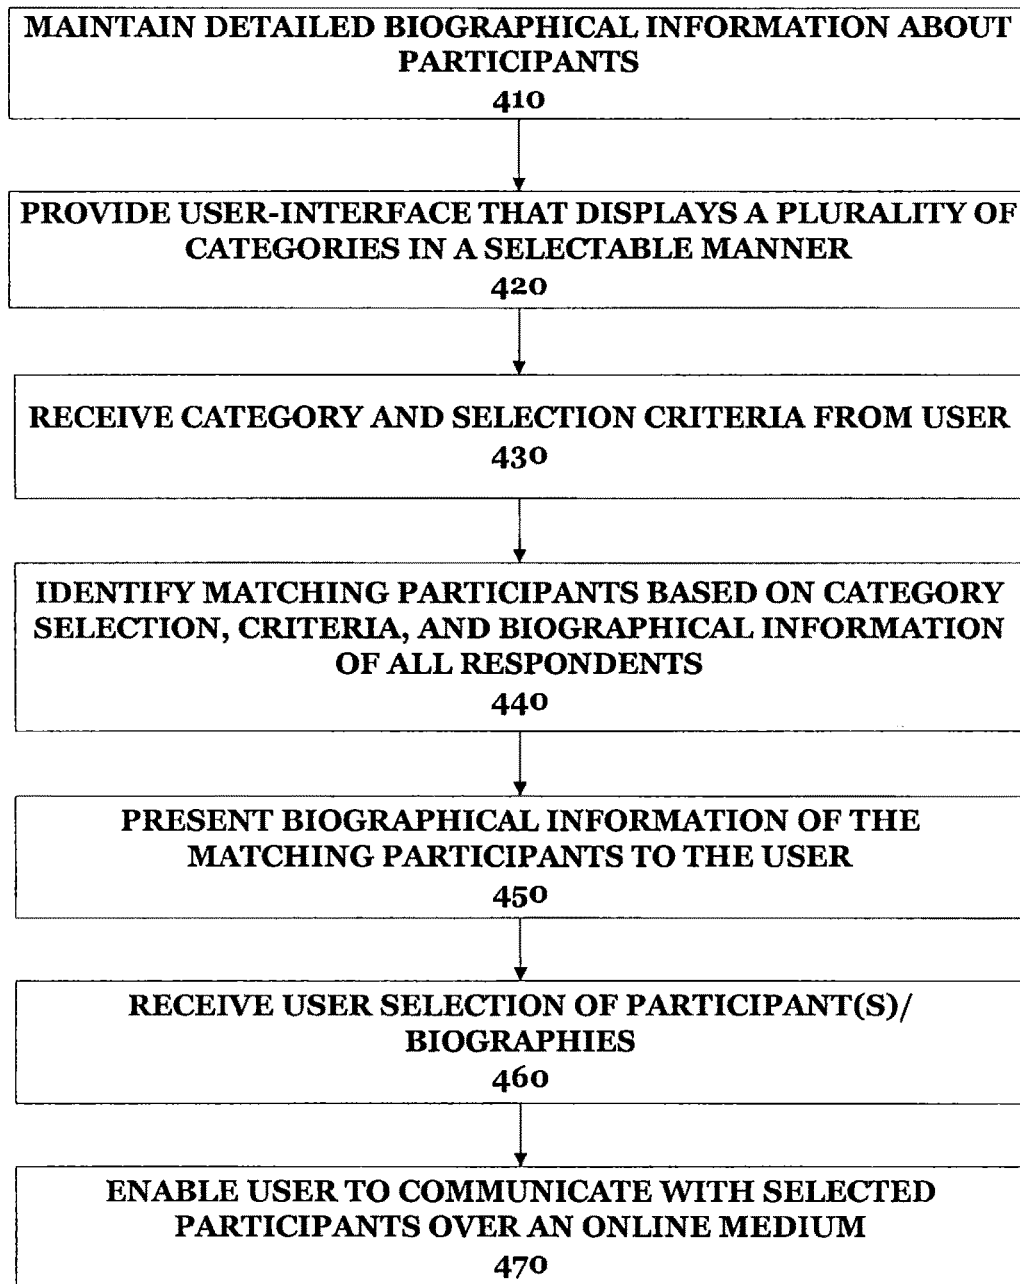 MAINTAIN DETAILED BIOGRAPHICAL INFORMATION ABOUT
PARTICIPANTS
410
PROVIDE USER-INTERFACE THAT DISPLAYS A PLURALITY OF
CATEGORIES IN A SELECTABLE MANNER
420
RECEIVE CATEGORY AND SELECTION CRITERIA FROM USER
430
IDENTIFY MATCHING PARTICIPANTS BASED ON CATEGORY
SELECTION, CRITERIA, AND BIOGRAPHICAL INFORMATION
OF ALL RESPONDENTS
440
PRESENT BIOGRAPHICAL INFORMATION OF THE
MATCHING PARTICIPANTS TO THE USER
450
RECEIVE USER SELECTION OF PARTICIPANT(S)/
BIOGRAPHIES
460
ENABLE USER TO COMMUNICATE WITH SELECTED
PARTICIPANTS OVER AN ONLINE MEDIUM
470